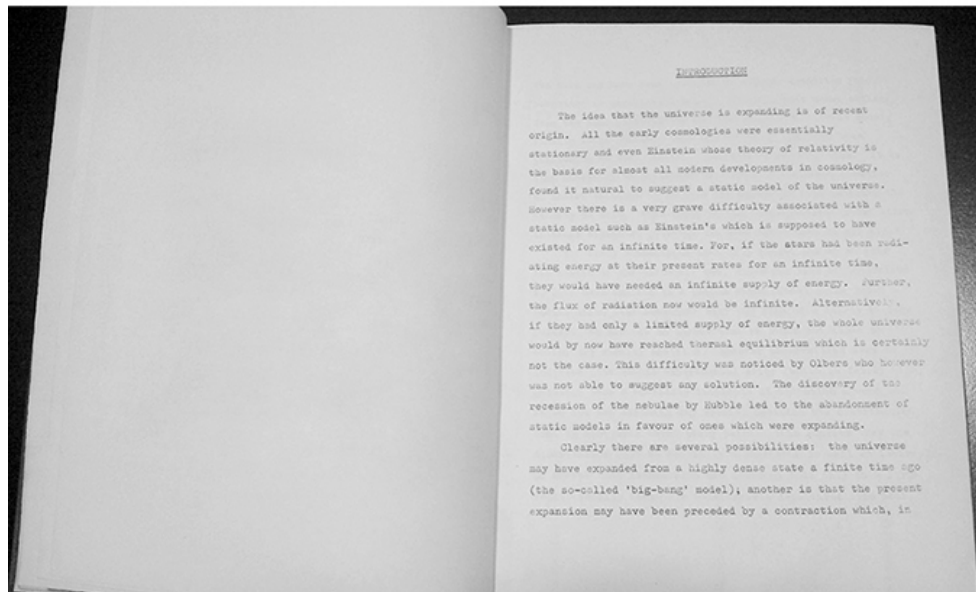 INTRODUCTION
The idea that the universe is expanding is of recent
origin. All the early cosmologies were essentially
stationary and even Einstein whose theory of relativity is
the basis for almost all modern developments in cosmology,
found it natural to suggest a static model of the universe.
However there is a very grave difficulty associated with a
static model such as Einstein's which is supposed to have
existed for an infinite time. For, if the stars had been radi-
ating energy at their present rates for an infinite time,
they would have needed an infinite supply of energy. Further,
the flux of radiation now would be infinite. Alternatively,
if they had only a limited supply of energy, the whole universe
would by now have reached thermal equilibrium which is certainly
not the case. This difficulty was noticed by Olbers who however
was not able to suggest any solution. The discovery of the
recession of the nebulae by Hubble led to the abandonment of
static models in favour of ones which were expanding.
Clearly there are several possibilities: the universe
may have expanded from a highly dense state a finite time ago
(the so-called 'big-bang' model); another is that the present
expansion may have been preceded by a contraction which, in